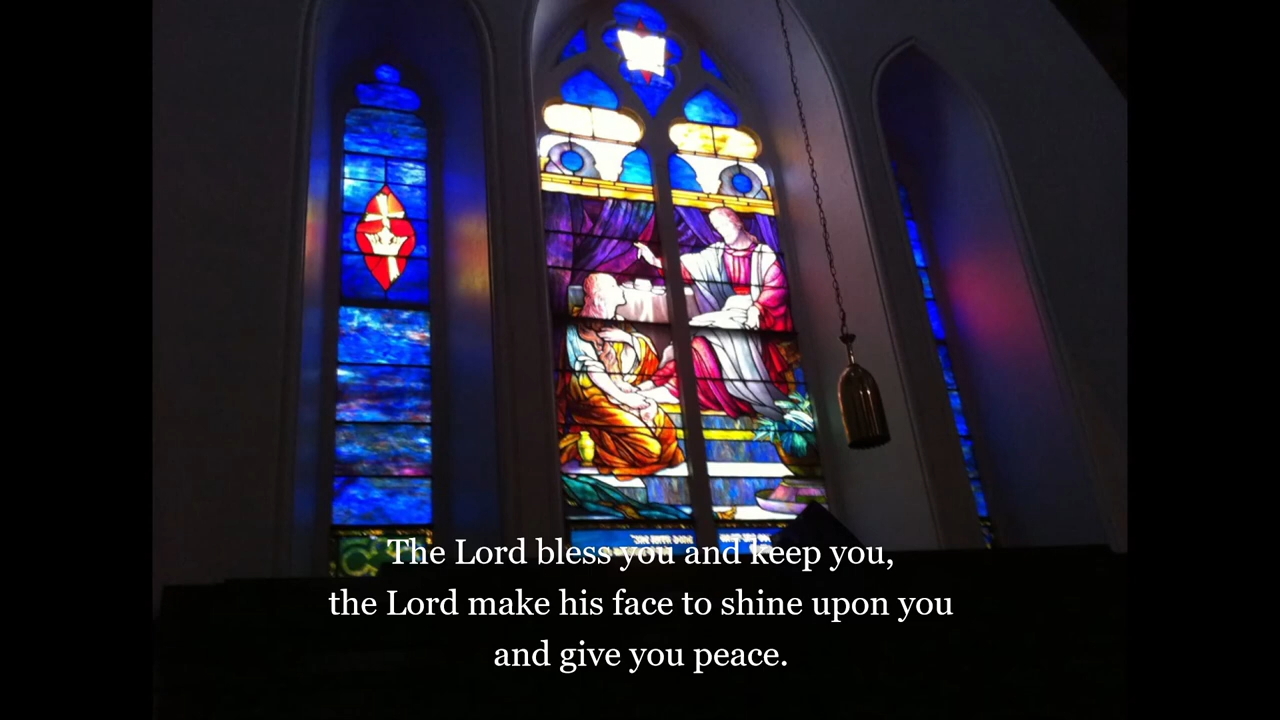 The Lord bless you and keep you,
the Lord make his face to shine upon you
and give you peace.